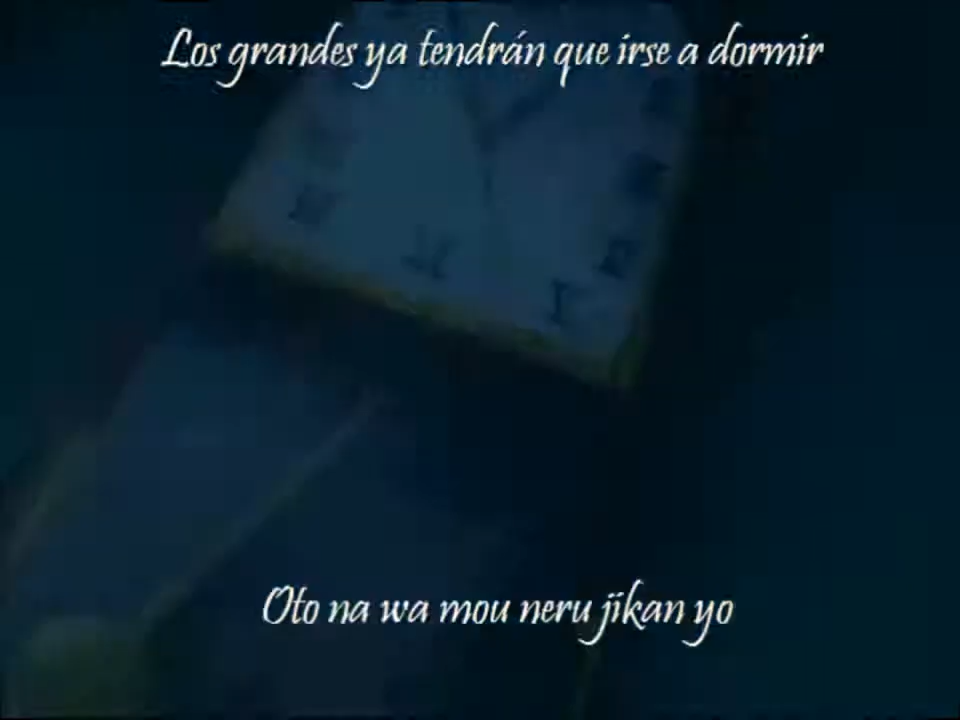 Los grandes ya tendrán que irse a dormir
Oto na wa mou neru jikan yo